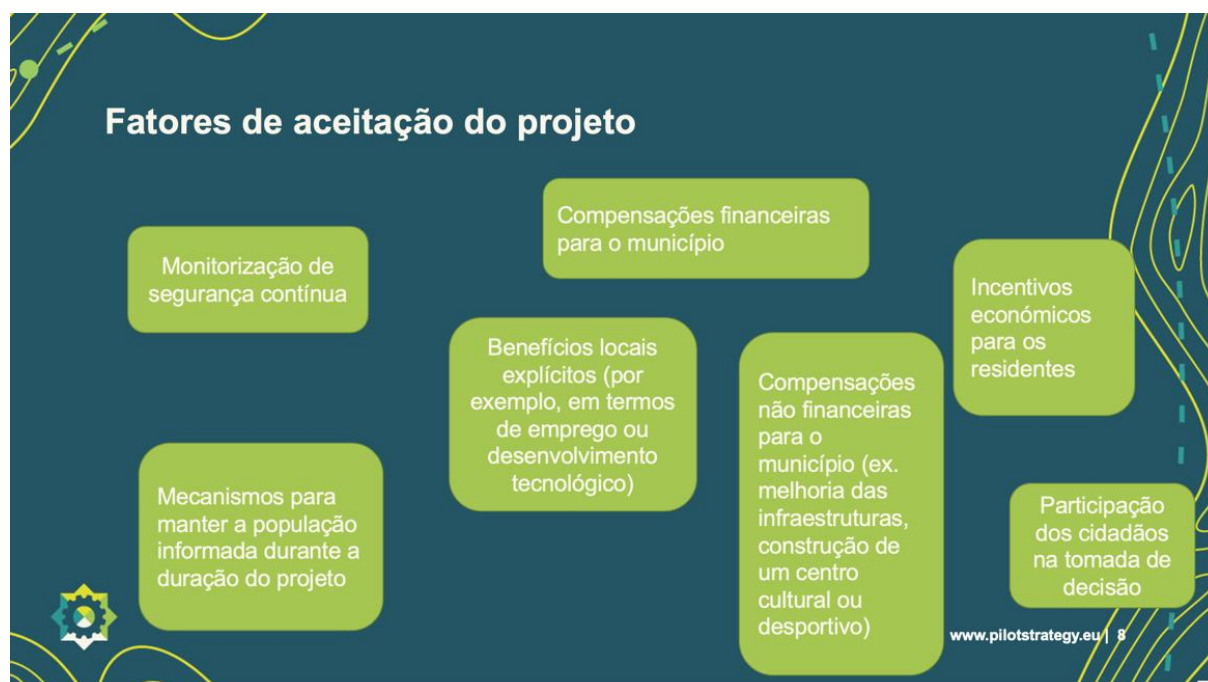 Fatores de aceitação do projeto
Compensações financeiras
para o município
Monitorização de
segurança contínua
Incentivos
económicos
para os
residentes
Benefícios locais
explícitos (por
exemplo, em termos
de emprego ou
desenvolvimento
tecnológico)
Compensações
não financeiras
para o
município (ex.
melhoria das
infraestruturas,
construção de
um centro
cultural ou
desportivo)
Mecanismos para
manter a população
informada durante a
duração do projeto
Participação
dos cidadãos
na tomada de
decisão
www.pilotstrategy.eu | 8